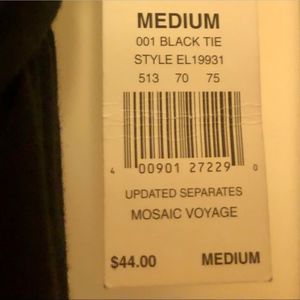 MEDIUM
001 BLACK TIE
STYLE EL19931
513 70 75
4 00901 27229 0
UPDATED SEPARATES
MOSAIC VOYAGE
$44.00 MEDIUM